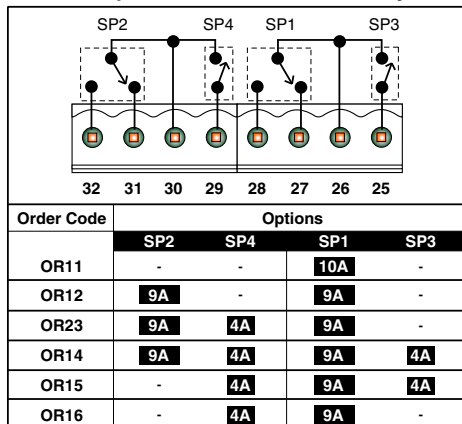 SP2 SP4 SP1 SP3
32 31 30 29 28 27 26 25
Order Code Options
SP2 SP4 SP1 SP3
OR11 - - 10A -
OR12 9A - 9A -
OR23 9A 4A 9A -
OR14 9A 4A 9A 4A
OR15 - 4A 9A 4A
OR16 - 4A 9A -